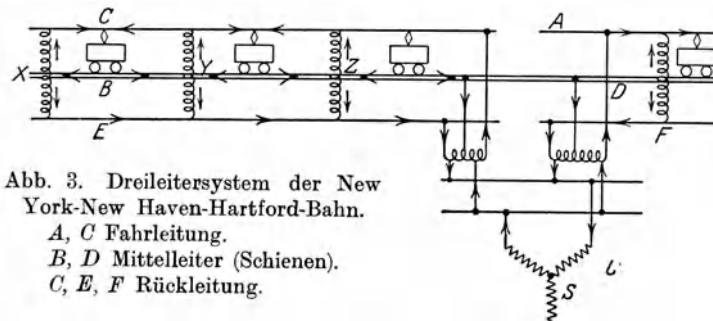 C
A
X
Y
Z
B
D
E
F
Abb. 3. Dreileitersystem der New
York-New Haven-Hartford-Bahn.
A, C Fahrleitung.
B, D Mittelleiter (Schienen).
C, E, F Rückleitung.
S